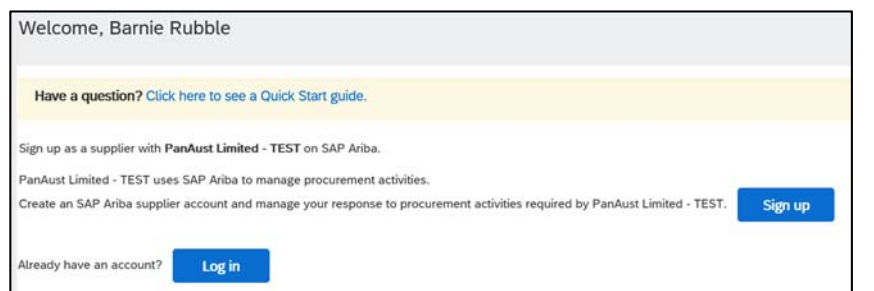 Welcome, Barnie Rubble
Have a question? Click here to see a Quick Start guide.
Sign up as a supplier with PanAust Limited - TEST on SAP Ariba.
PanAust Limited - TEST uses SAP Ariba to manage procurement activities.
Create an SAP Ariba supplier account and manage your response to procurement activities required by PanAust Limited - TEST. Sign up
Already have an account? Log in